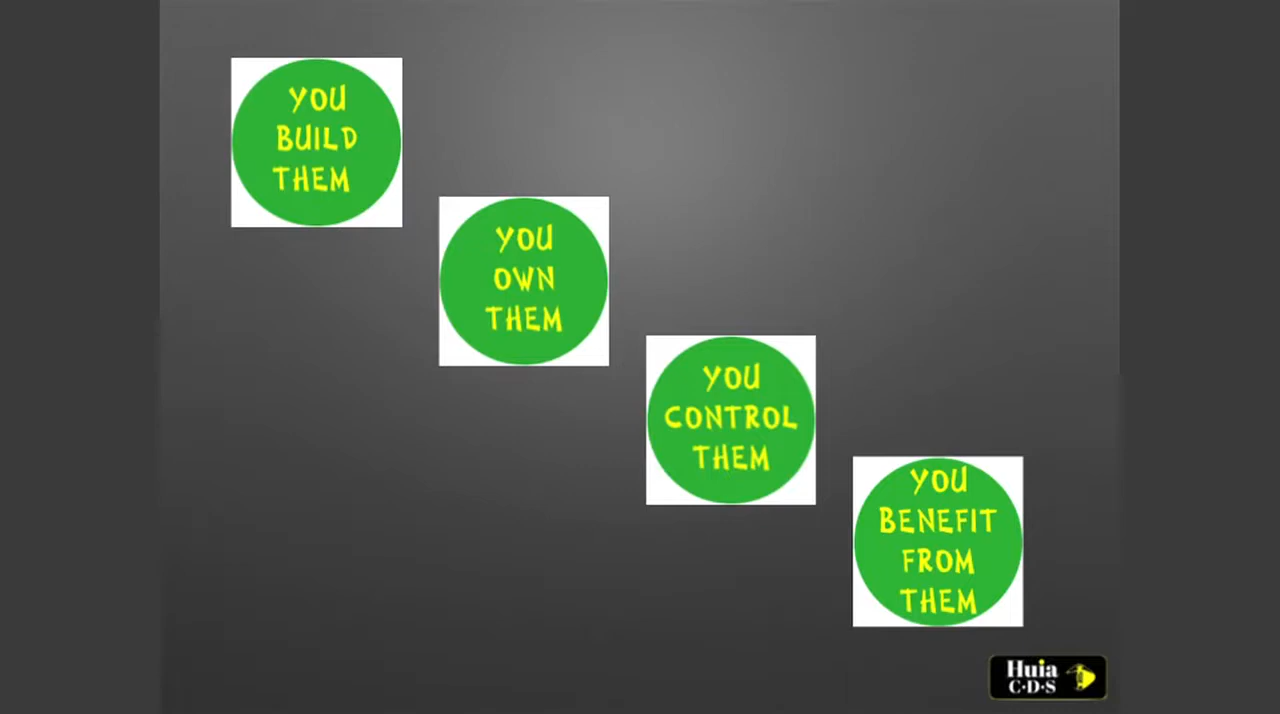 YOU
BUILD
THEM
YOU
OWN
THEM
YOU
CONTROL
THEM
YOU
BENEFIT
FROM
THEM
Huia
C·D·S